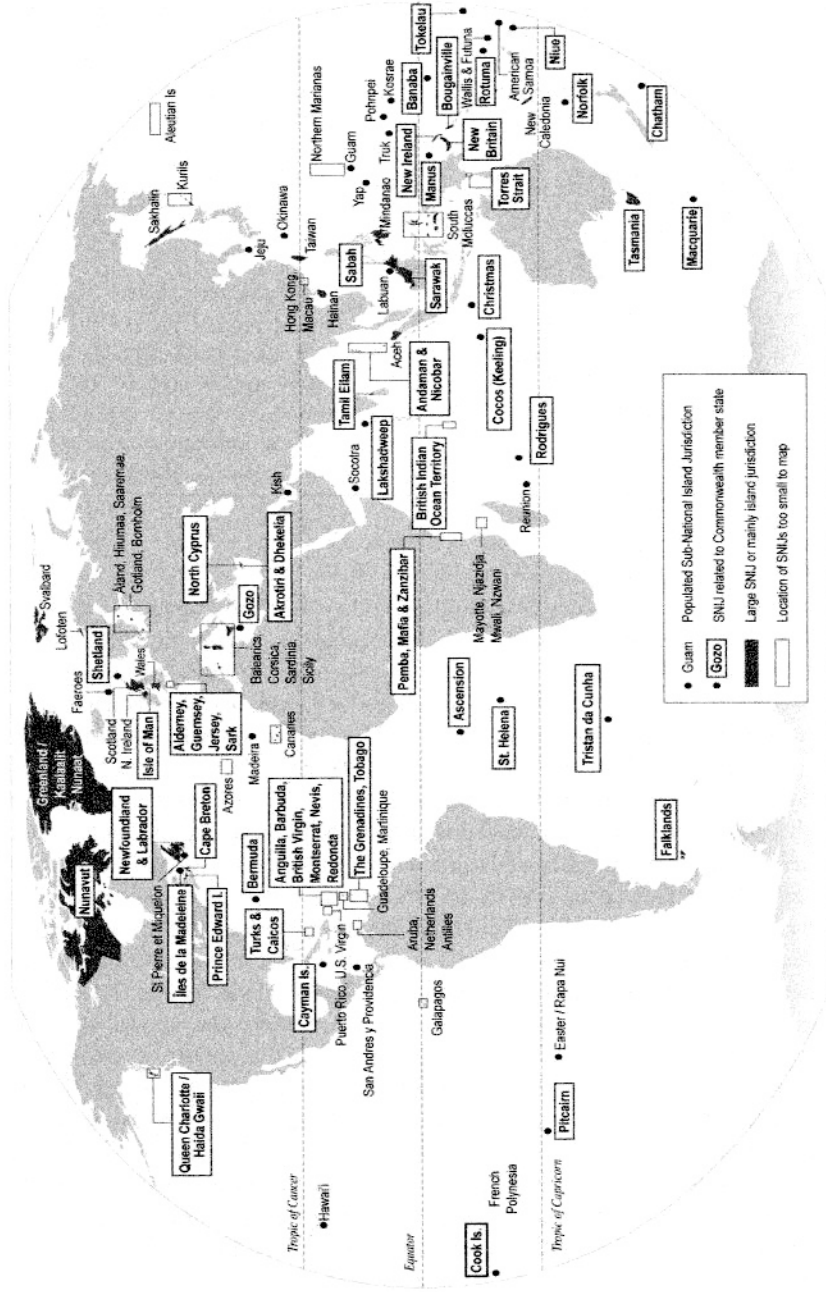 Aleutian Is
Sakhalin
Kurils
Jeju
Okinawa
Taiwan
Hong Kong,
Macau
Hainan
Northern Marianas
Guam
Yap
Truk
Pohnpei
Kosrae
Mindanao
Sabah
Labuan
Sarawak
South
Moluccas
New Ireland
Manus
Banaba
Bougainville
New
Britain
Torres
Strait
Tokelau
Wallis & Futuna
Rotuma
American
Samoa
Niue
New
Caledonia
Norfolk
Chatham
Tasmania
Macquarie
Christmas
Cocos (Keeling)
Aceh
Andaman &
Nicobar
Tamil Ellam
Lakshadweep
Socotra
British Indian
Ocean Territory
Rodrigues
Reunion
Kish
Svalbard
Lofoten
Aland, Hiiumaa, Saaremae,
Gotland, Bornholm
Shetland
Faeroes
Scotland
N. Ireland
Wales
Isle of Man
Alderney,
Guernsey,
Jersey,
Sark
North Cyprus
Akrotiri & Dhekelia
Gozo
Balearics
Corsica,
Sardinia,
Sicily
Azores
Madeira
Canaries
Pemba, Mafia & Zanzibar
Mayotte, Njazidja,
Mwali, Nzwani
Ascension
St. Helena
Tristan da Cunha
Greenland /
Kaalaalit
Nunaat
Nunavut
Newfoundland
& Labrador
Cape Breton
St Pierre et Miquelon
Iles de la Madeleine
Prince Edward I.
Bermuda
Turks &
Caicos
Anguilla, Barbuda,
British Virgin,
Montserrat, Nevis,
Redonda
The Grenadines, Tobago
Guadeloupe, Martinique
Cayman Is.
Puerto Rico, U.S. Virgin
San Andres y Providencia
Aruba,
Netherlands
Antilles
Galapagos
Queen Charlotte /
Haida Gwaii
Hawai'i
Easter / Rapa Nui
Pitcairn
French
Polynesia
Cook Is.
Falklands
Tropic of Cancer
Equator
Tropic of Capricorn
Guam Populated Sub-National Island Jurisdiction
Gozo SNIJ related to Commonwealth member state
Large SNIJ or mainly island jurisdiction
Location of SNIJs too small to map